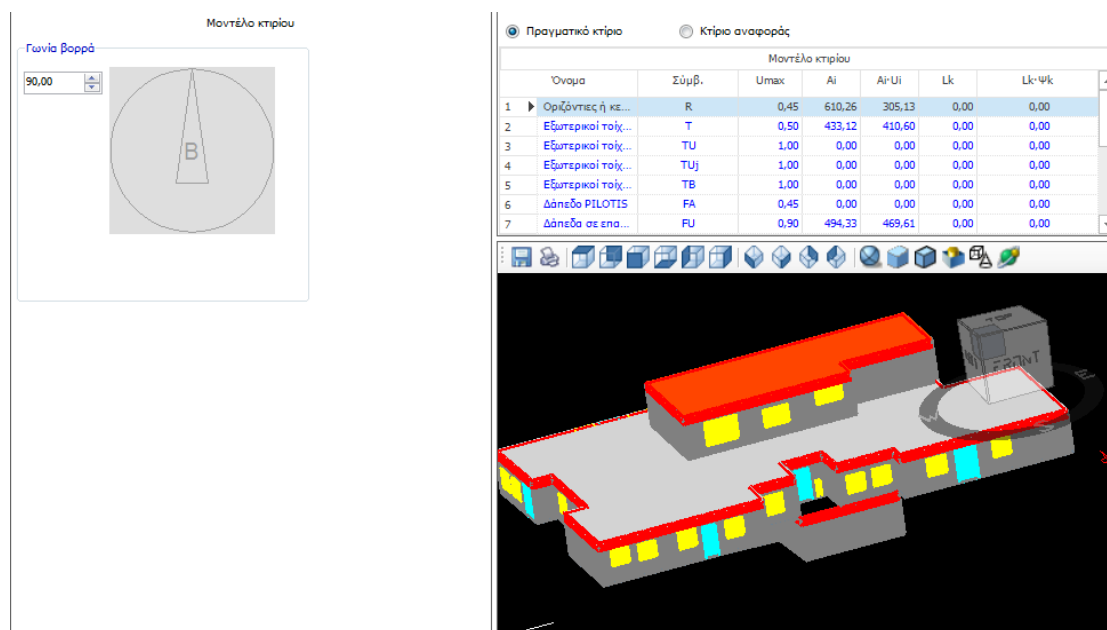 Μοντέλο κτιρίου
Γωνία βορρά
90,00
B
Πραγματικό κτίριο Κτίριο αναφοράς
Μοντέλο κτιρίου
Όνομα Σύμβ. Umax Ai Ai·Ui Lk Lk·Ψk
1 Οριζόντιες ή κε... R 0,45 610,26 305,13 0,00 0,00
2 Εξωτερικοί τοίχ... T 0,50 433,12 410,60 0,00 0,00
3 Εξωτερικοί τοίχ... TU 1,00 0,00 0,00 0,00 0,00
4 Εξωτερικοί τοίχ... TUj 1,00 0,00 0,00 0,00 0,00
5 Εξωτερικοί τοίχ... TB 1,00 0,00 0,00 0,00 0,00
6 Δάπεδο PILOTIS FA 0,45 0,00 0,00 0,00 0,00
7 Δάπεδα σε επα... FU 0,90 494,33 469,61 0,00 0,00
TOP
FRONT
E
W
S